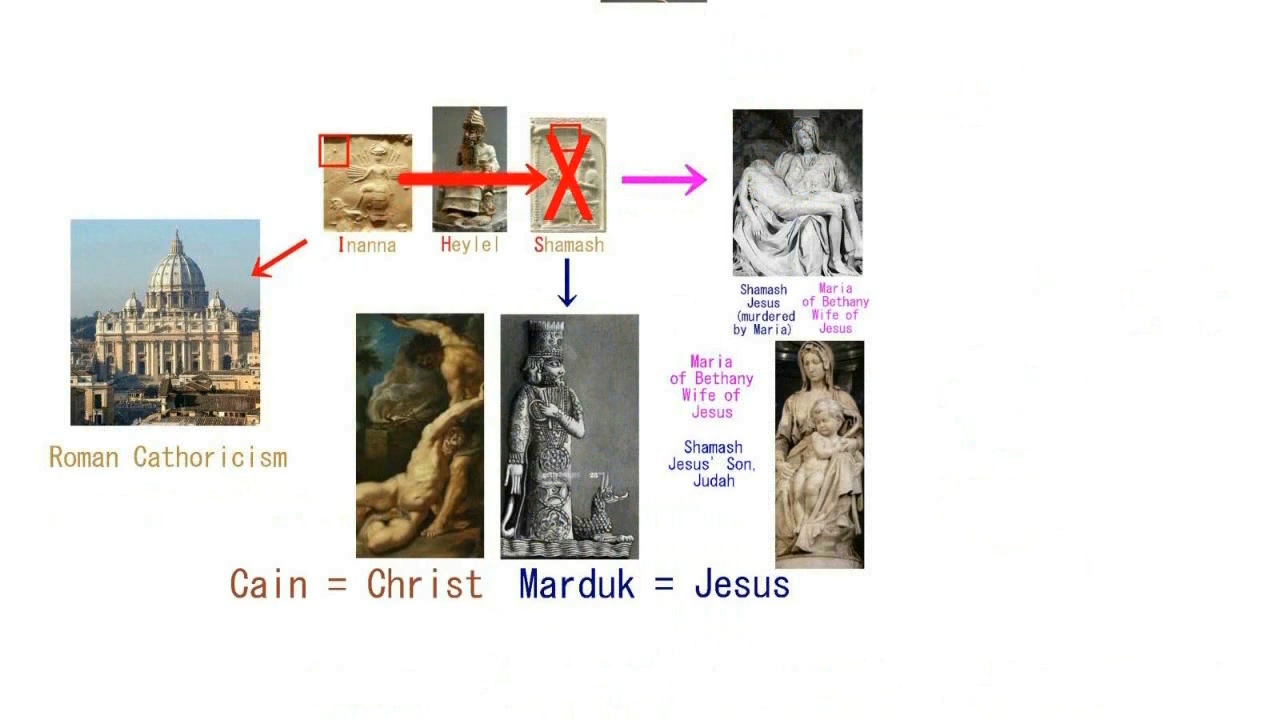 Inanna
Heylel
Shamash
Shamash
Jesus
(murdered
by Maria)
Maria
of Bethany
Wife of
Jesus
Maria
of Bethany
Wife of
Jesus
Shamash
Jesus' Son,
Judah
Roman Cathoricism
Cain = Christ
Marduk = Jesus